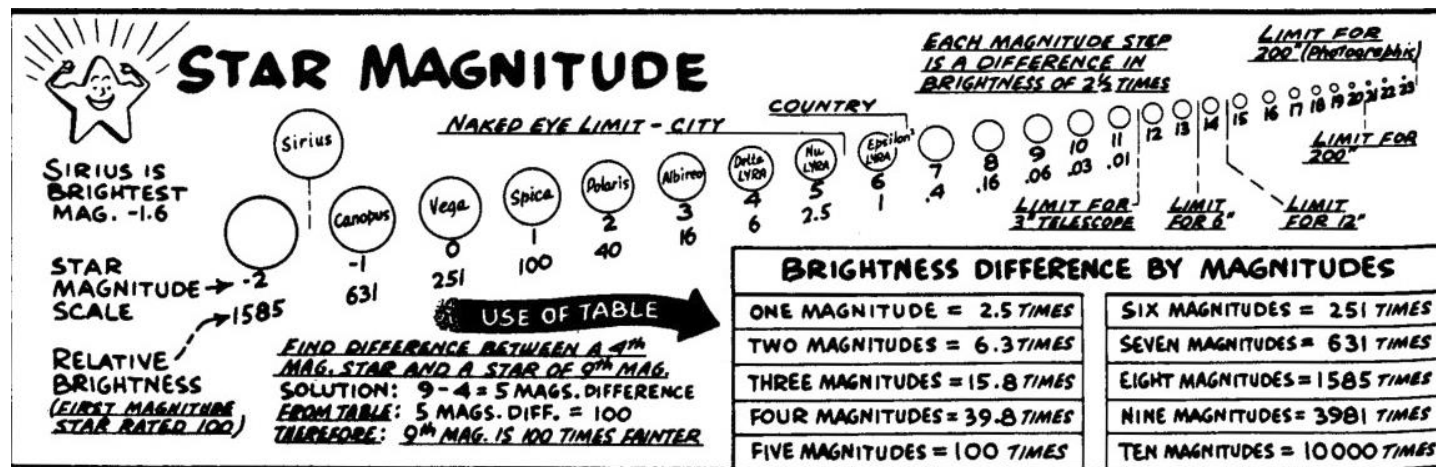 STAR MAGNITUDE
SIRIUS IS
BRIGHTEST
MAG. -1.6
EACH MAGNITUDE STEP
IS A DIFFERENCE IN
BRIGHTNESS OF 2½ TIMES
LIMIT FOR
200" (Photographic)
NAKED EYE LIMIT - CITY
COUNTRY
Sirius
Canopus
Vega
Spica
Polaris
Albireo
Delta
LYRA
Nu
LYRA
Epsilon²
LYRA
STAR
MAGNITUDE
SCALE
-2 -1 0 1 2 3 4 5 6 7 8 9 10 11 12 13 14 15 16 17 18 19 20 21 22 23
RELATIVE
BRIGHTNESS
(FIRST MAGNITUDE
STAR RATED 100)
1585 631 251 100 40 16 6 2.5 1 .4 .16 .06 .03 .01
LIMIT FOR
3" TELESCOPE
LIMIT
FOR 6"
LIMIT
FOR 12"
LIMIT FOR
200"
USE OF TABLE
FIND DIFFERENCE BETWEEN A 4th
MAG. STAR AND A STAR OF 9th MAG.
SOLUTION: 9-4 = 5 MAGS. DIFFERENCE
FROM TABLE: 5 MAGS. DIFF. = 100
THEREFORE: 9th MAG. IS 100 TIMES FAINTER
BRIGHTNESS DIFFERENCE BY MAGNITUDES
ONE MAGNITUDE = 2.5 TIMES
TWO MAGNITUDES = 6.3 TIMES
THREE MAGNITUDES = 15.8 TIMES
FOUR MAGNITUDES = 39.8 TIMES
FIVE MAGNITUDES = 100 TIMES
SIX MAGNITUDES = 251 TIMES
SEVEN MAGNITUDES = 631 TIMES
EIGHT MAGNITUDES = 1585 TIMES
NINE MAGNITUDES = 3981 TIMES
TEN MAGNITUDES = 10000 TIMES